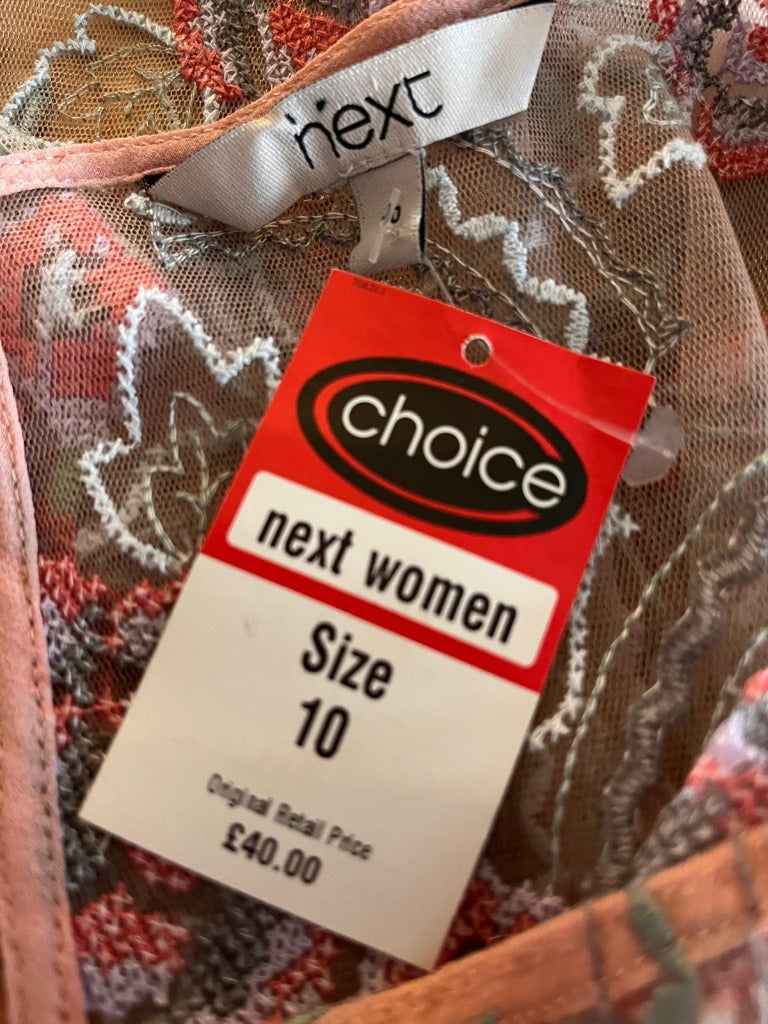 next
choice
next women
Size
10
Original Retail Price
£40.00